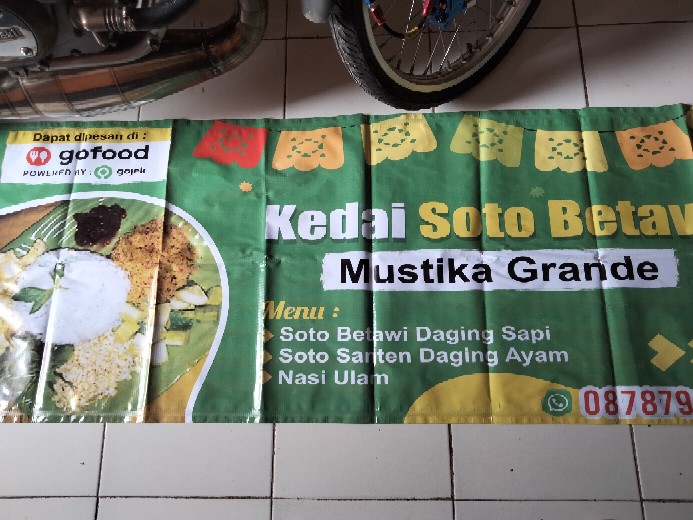 Dapat dipesan di :
gofood
POWERED BY : gojek
Kedai Soto Betaw
Mustika Grande
Menu :
Soto Betawi Daging Sapi
Soto Santen Daging Ayam
Nasi Ulam
087879